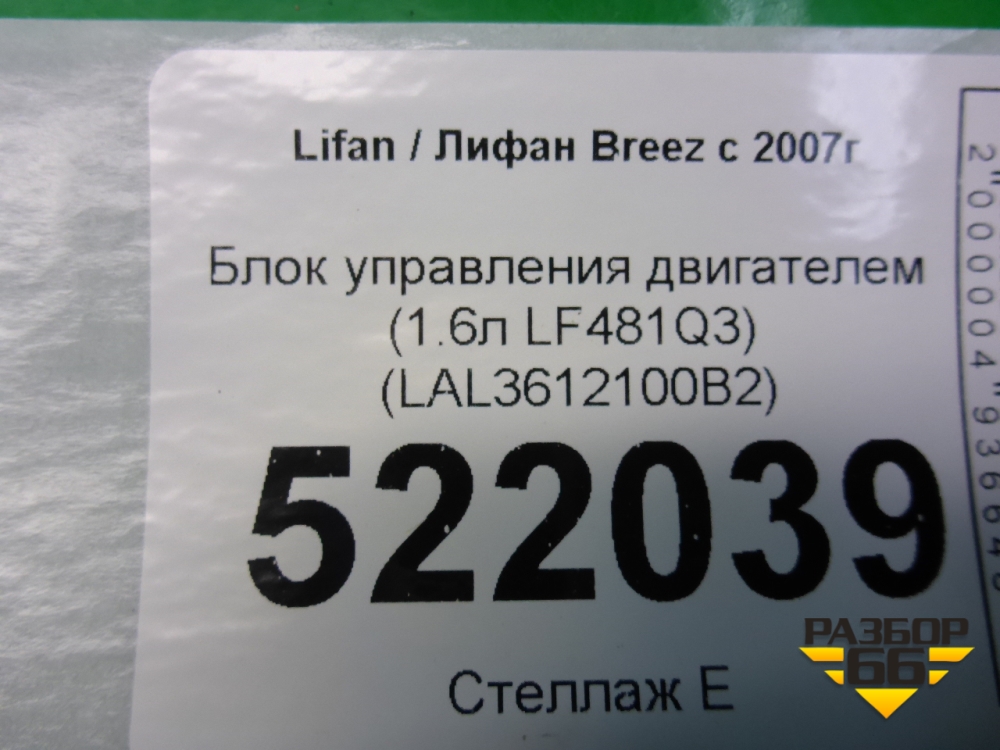 Lifan / Лифан Breez с 2007г
Блок управления двигателем
(1.6л LF481Q3)
(LAL3612100B2)
522039
Стеллаж Е
РАЗБОР
66